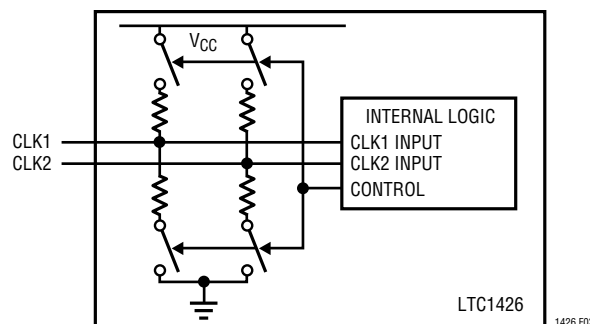 VCC
INTERNAL LOGIC
CLK1
CLK1 INPUT
CLK2
CLK2 INPUT
CONTROL
LTC1426